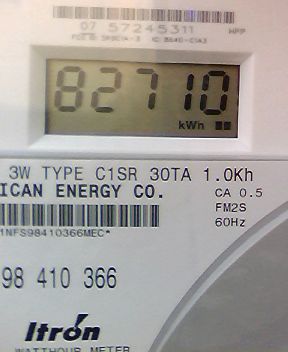 07 57245311 WPP
82710
kWh
3W TYPE C1SR 30TA 1.0Kh
ICAN ENERGY CO. CA 0.5
FM2S
60Hz
1NFS98410366MEC*
98 410 366
Itron
WATTHOUR METER